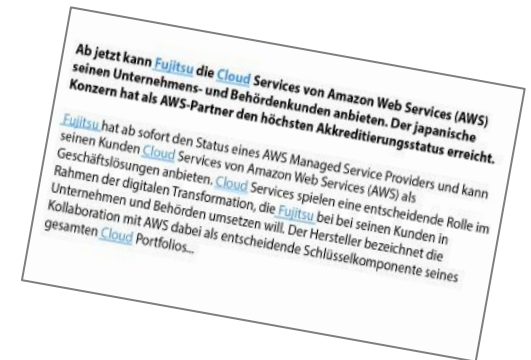 Ab jetzt kann Fujitsu die Cloud Services von Amazon Web Services (AWS)
seinen Unternehmens- und Behördenkunden anbieten. Der japanische
Konzern hat als AWS-Partner den höchsten Akkreditierungsstatus erreicht.
Fujitsu hat ab sofort den Status eines AWS Managed Service Providers und kann
seinen Kunden Cloud Services von Amazon Web Services (AWS) als
Geschäftslösungen anbieten. Cloud Services spielen eine entscheidende Rolle im
Rahmen der digitalen Transformation, die Fujitsu bei bei seinen Kunden in
Unternehmen und Behörden umsetzen will. Der Hersteller bezeichnet die
Kollaboration mit AWS dabei als entscheidende Schlüsselkomponente seines
gesamten Cloud Portfolios...